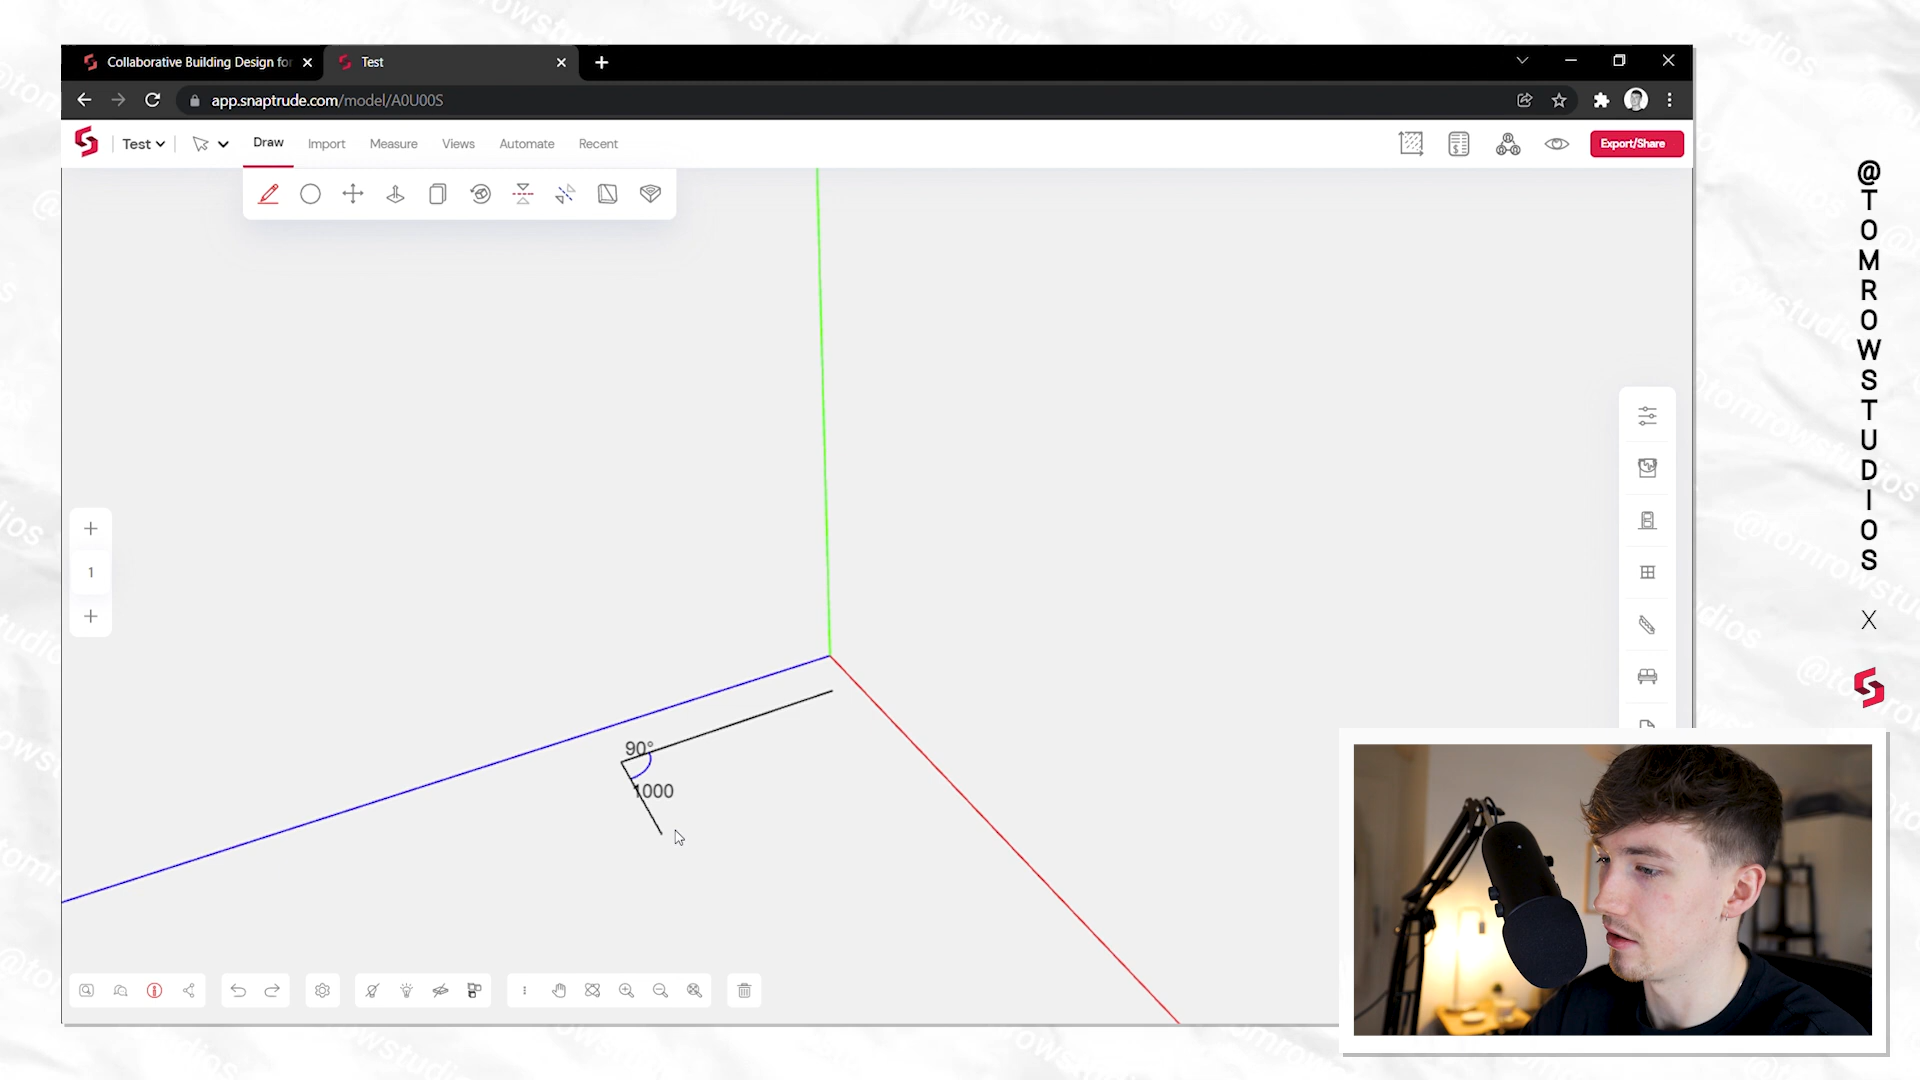 Collaborative Building Design for
Test
app.snaptrude.com/model/A0U00S
Test
Draw
Import
Measure
Views
Automate
Recent
Export/Share
1
90°
1000
@TOMROWSTUDIOS
X